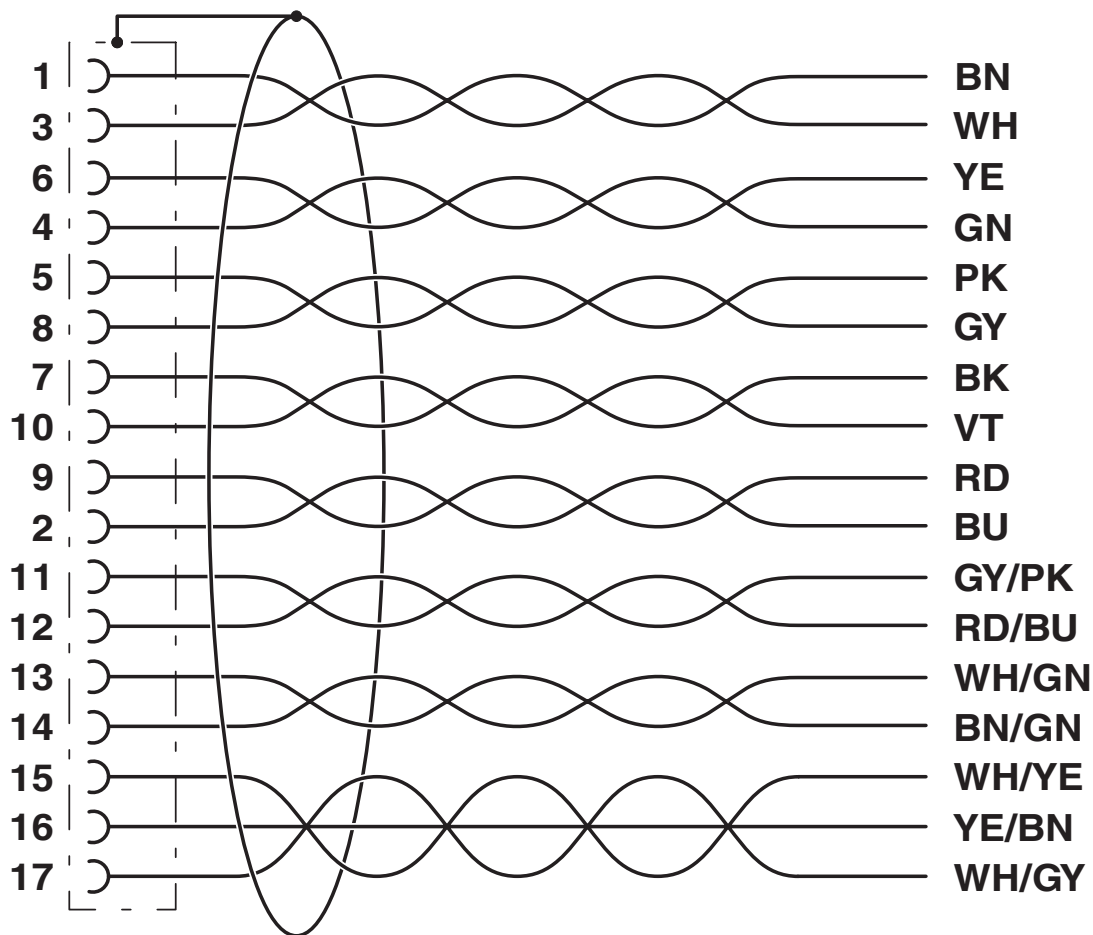 1 BN
3 WH
6 YE
4 GN
5 PK
8 GY
7 BK
10 VT
9 RD
2 BU
11 GY/PK
12 RD/BU
13 WH/GN
14 BN/GN
15 WH/YE
16 YE/BN
17 WH/GY